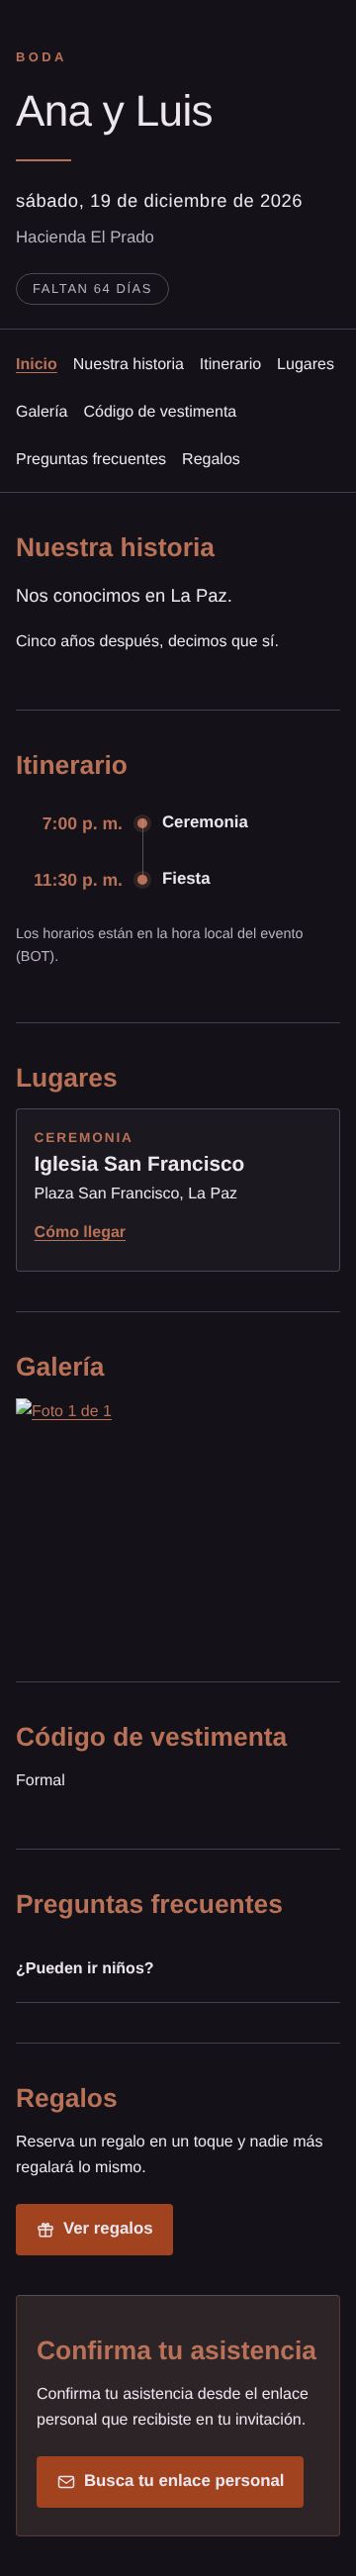 BODA
Ana y Luis
sábado, 19 de diciembre de 2026
Hacienda El Prado
FALTAN 64 DÍAS
Inicio Nuestra historia Itinerario Lugares
Galería Código de vestimenta
Preguntas frecuentes Regalos
Nuestra historia
Nos conocimos en La Paz.
Cinco años después, decimos que sí.
Itinerario
7:00 p. m. Ceremonia
11:30 p. m. Fiesta
Los horarios están en la hora local del evento
(BOT).
Lugares
CEREMONIA
Iglesia San Francisco
Plaza San Francisco, La Paz
Cómo llegar
Galería
Foto 1 de 1
Código de vestimenta
Formal
Preguntas frecuentes
¿Pueden ir niños?
Regalos
Reserva un regalo en un toque y nadie más
regalará lo mismo.
Ver regalos
Confirma tu asistencia
Confirma tu asistencia desde el enlace
personal que recibiste en tu invitación.
Busca tu enlace personal